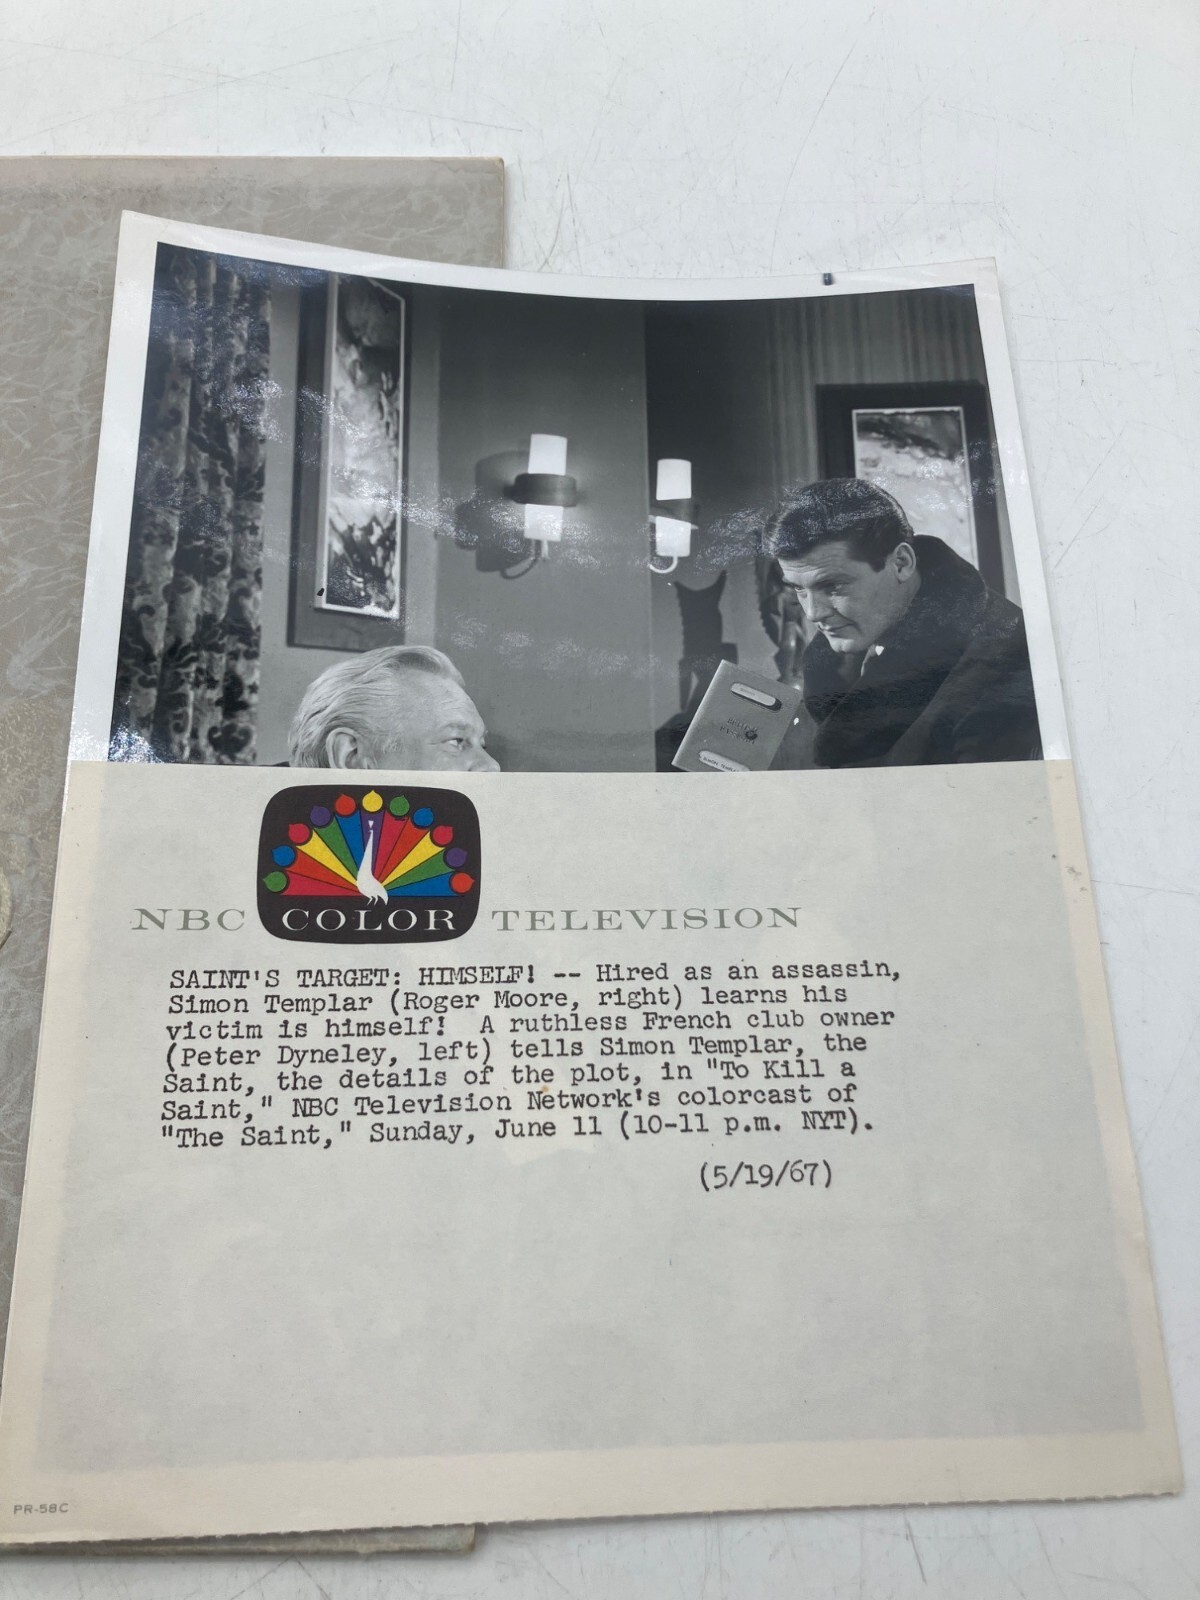 BRITISH
NBC COLOR TELEVISION
SAINT'S TARGET: HIMSELF! -- Hired as an assassin,
Simon Templar (Roger Moore, right) learns his
victim is himself!  A ruthless French club owner
(Peter Dyneley, left) tells Simon Templar, the
Saint, the details of the plot, in "To Kill a
Saint," NBC Television Network's colorcast of
"The Saint," Sunday, June 11 (10-11 p.m. NYT).
(5/19/67)
PR-58C